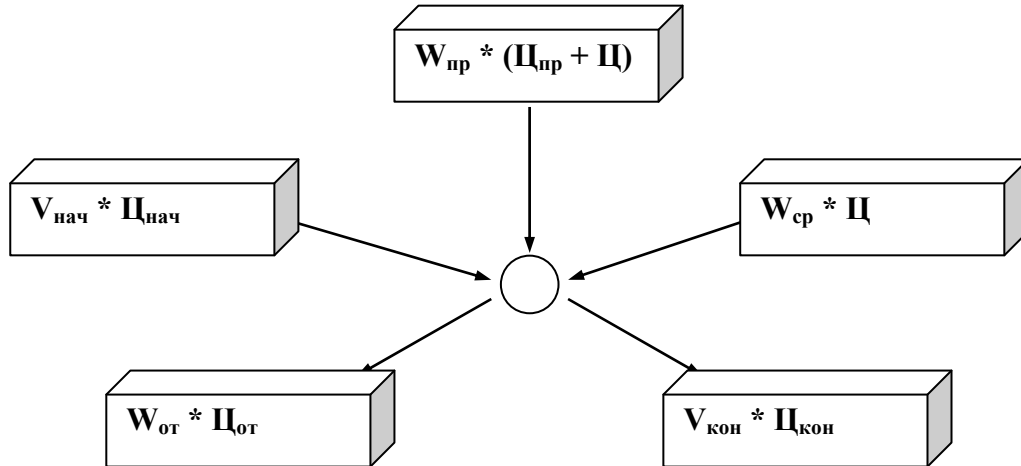 Wпр * (Цпр + Ц)
Vнач * Цнач
Wср * Ц
Wот * Цот
Vкон * Цкон